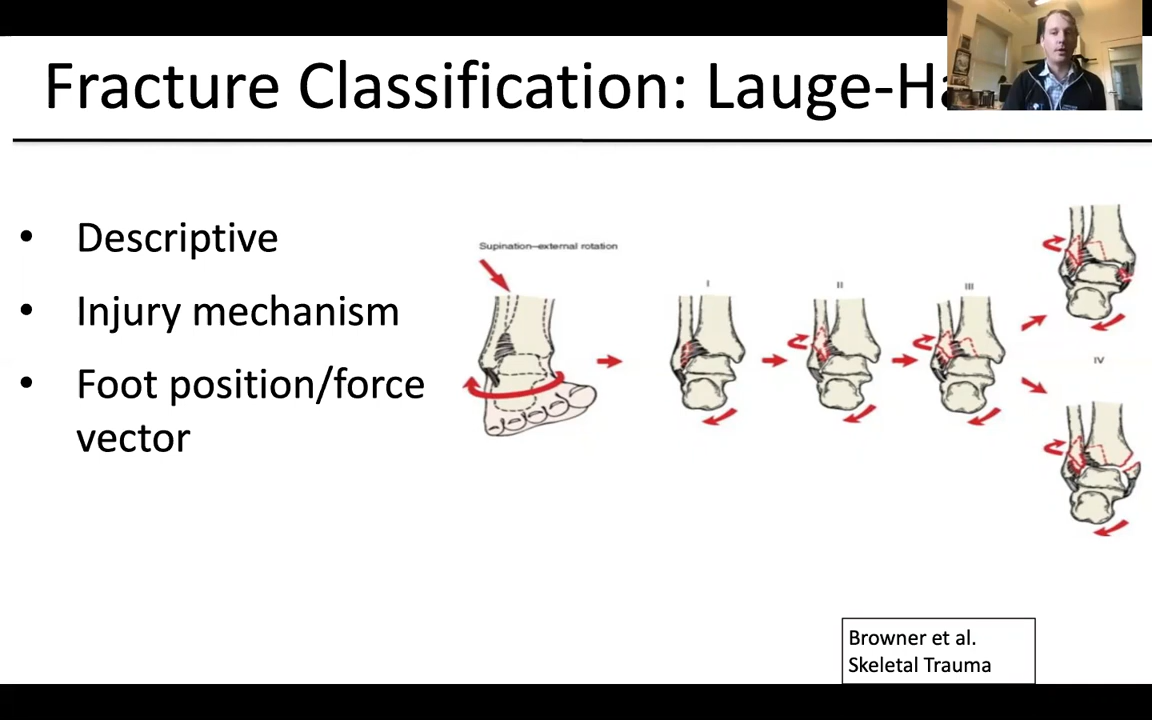 Fracture Classification: Lauge-Ha
• Descriptive
• Injury mechanism
• Foot position/force
vector
Supination–external rotation
I
II
III
IV
Browner et al.
Skeletal Trauma